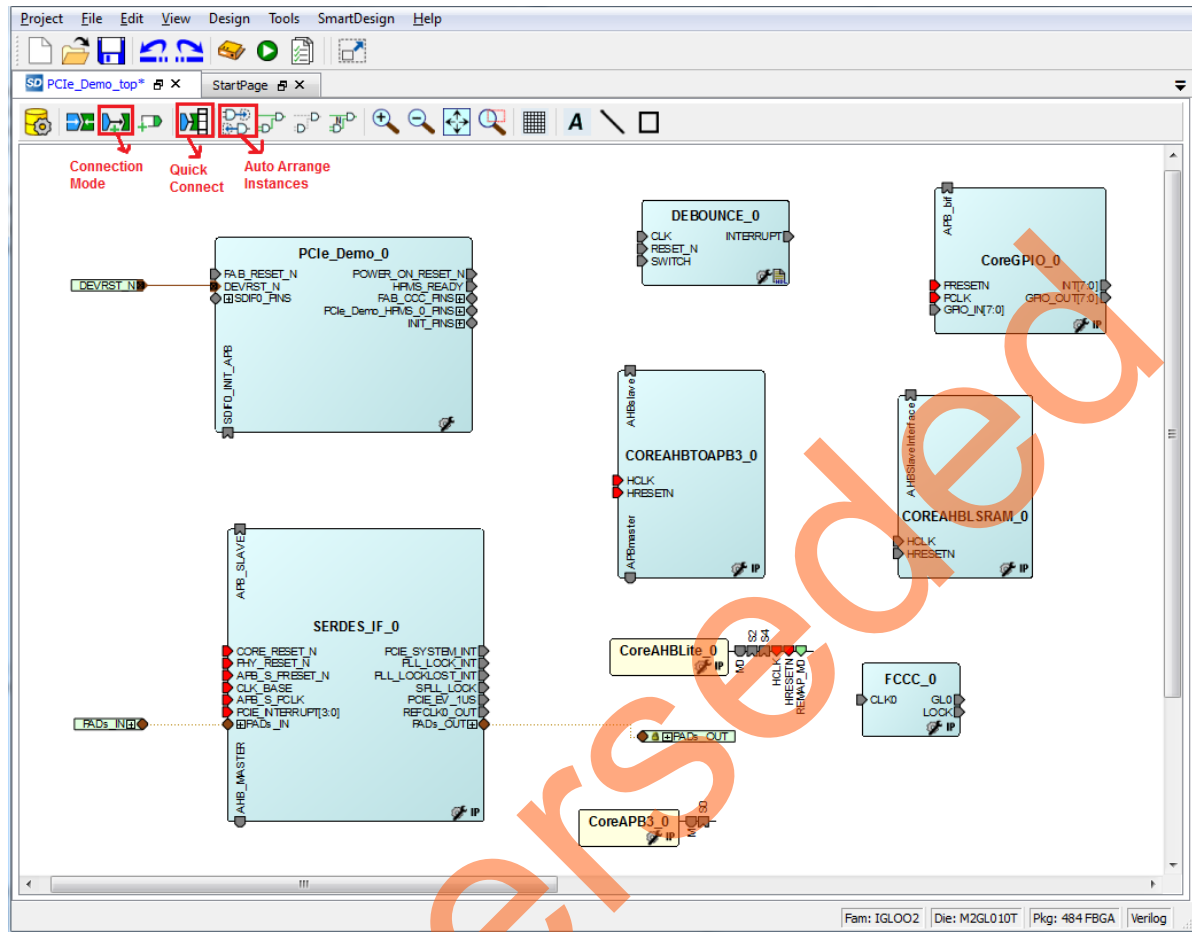 Project File Edit View Design Tools SmartDesign Help
SD PCIe_Demo_top* StartPage
A
Connection Mode
Quick Connect
Auto Arrange Instances
PCIe_Demo_0
FAB_RESET_N POWER_ON_RESET_N
DEVRST_N DEVRST_N HPMS_READY
SDIF0_PINS FAB_CCC_PINS
PCIe_Demo_HPMS_0_PINS
INIT_PINS
SDIF0_INIT_APB
DEBOUNCE_0
CLK INTERRUPT
RESET_N
SWITCH
HDL
APB_bif
CoreGPIO_0
PRESETN INT[7:0]
PCLK GPIO_OUT[7:0]
GPIO_IN[7:0]
IP
AHBslave
COREAHBTOAPB3_0
HCLK
HRESETN
APBmaster
IP
AHBSlaveInterface
COREAHBLSRAM_0
HCLK
HRESETN
IP
APB_SLAVE
SERDES_IF_0
CORE_RESET_N PCIE_SYSTEM_INT
PHY_RESET_N PLL_LOCK_INT
APB_S_PRESET_N PLL_LOCKLOST_INT
CLK_BASE SPLL_LOCK
APB_S_PCLK PCIE_EV_1US
PCIE_INTERRUPT[3:0] REFCLK0_OUT
PADs_IN PADs_IN PADs_OUT
PADs_OUT
AHB_MASTER
IP
CoreAHBLite_0
IP
M0
S2
S4
HCLK
HRESETN
REMAP_M0
FCCC_0
CLK0 GL0
LOCK
IP
CoreAPB3_0
IP
S0
erseded
Fam: IGLOO2 Die: M2GL010T Pkg: 484 FBGA Verilog